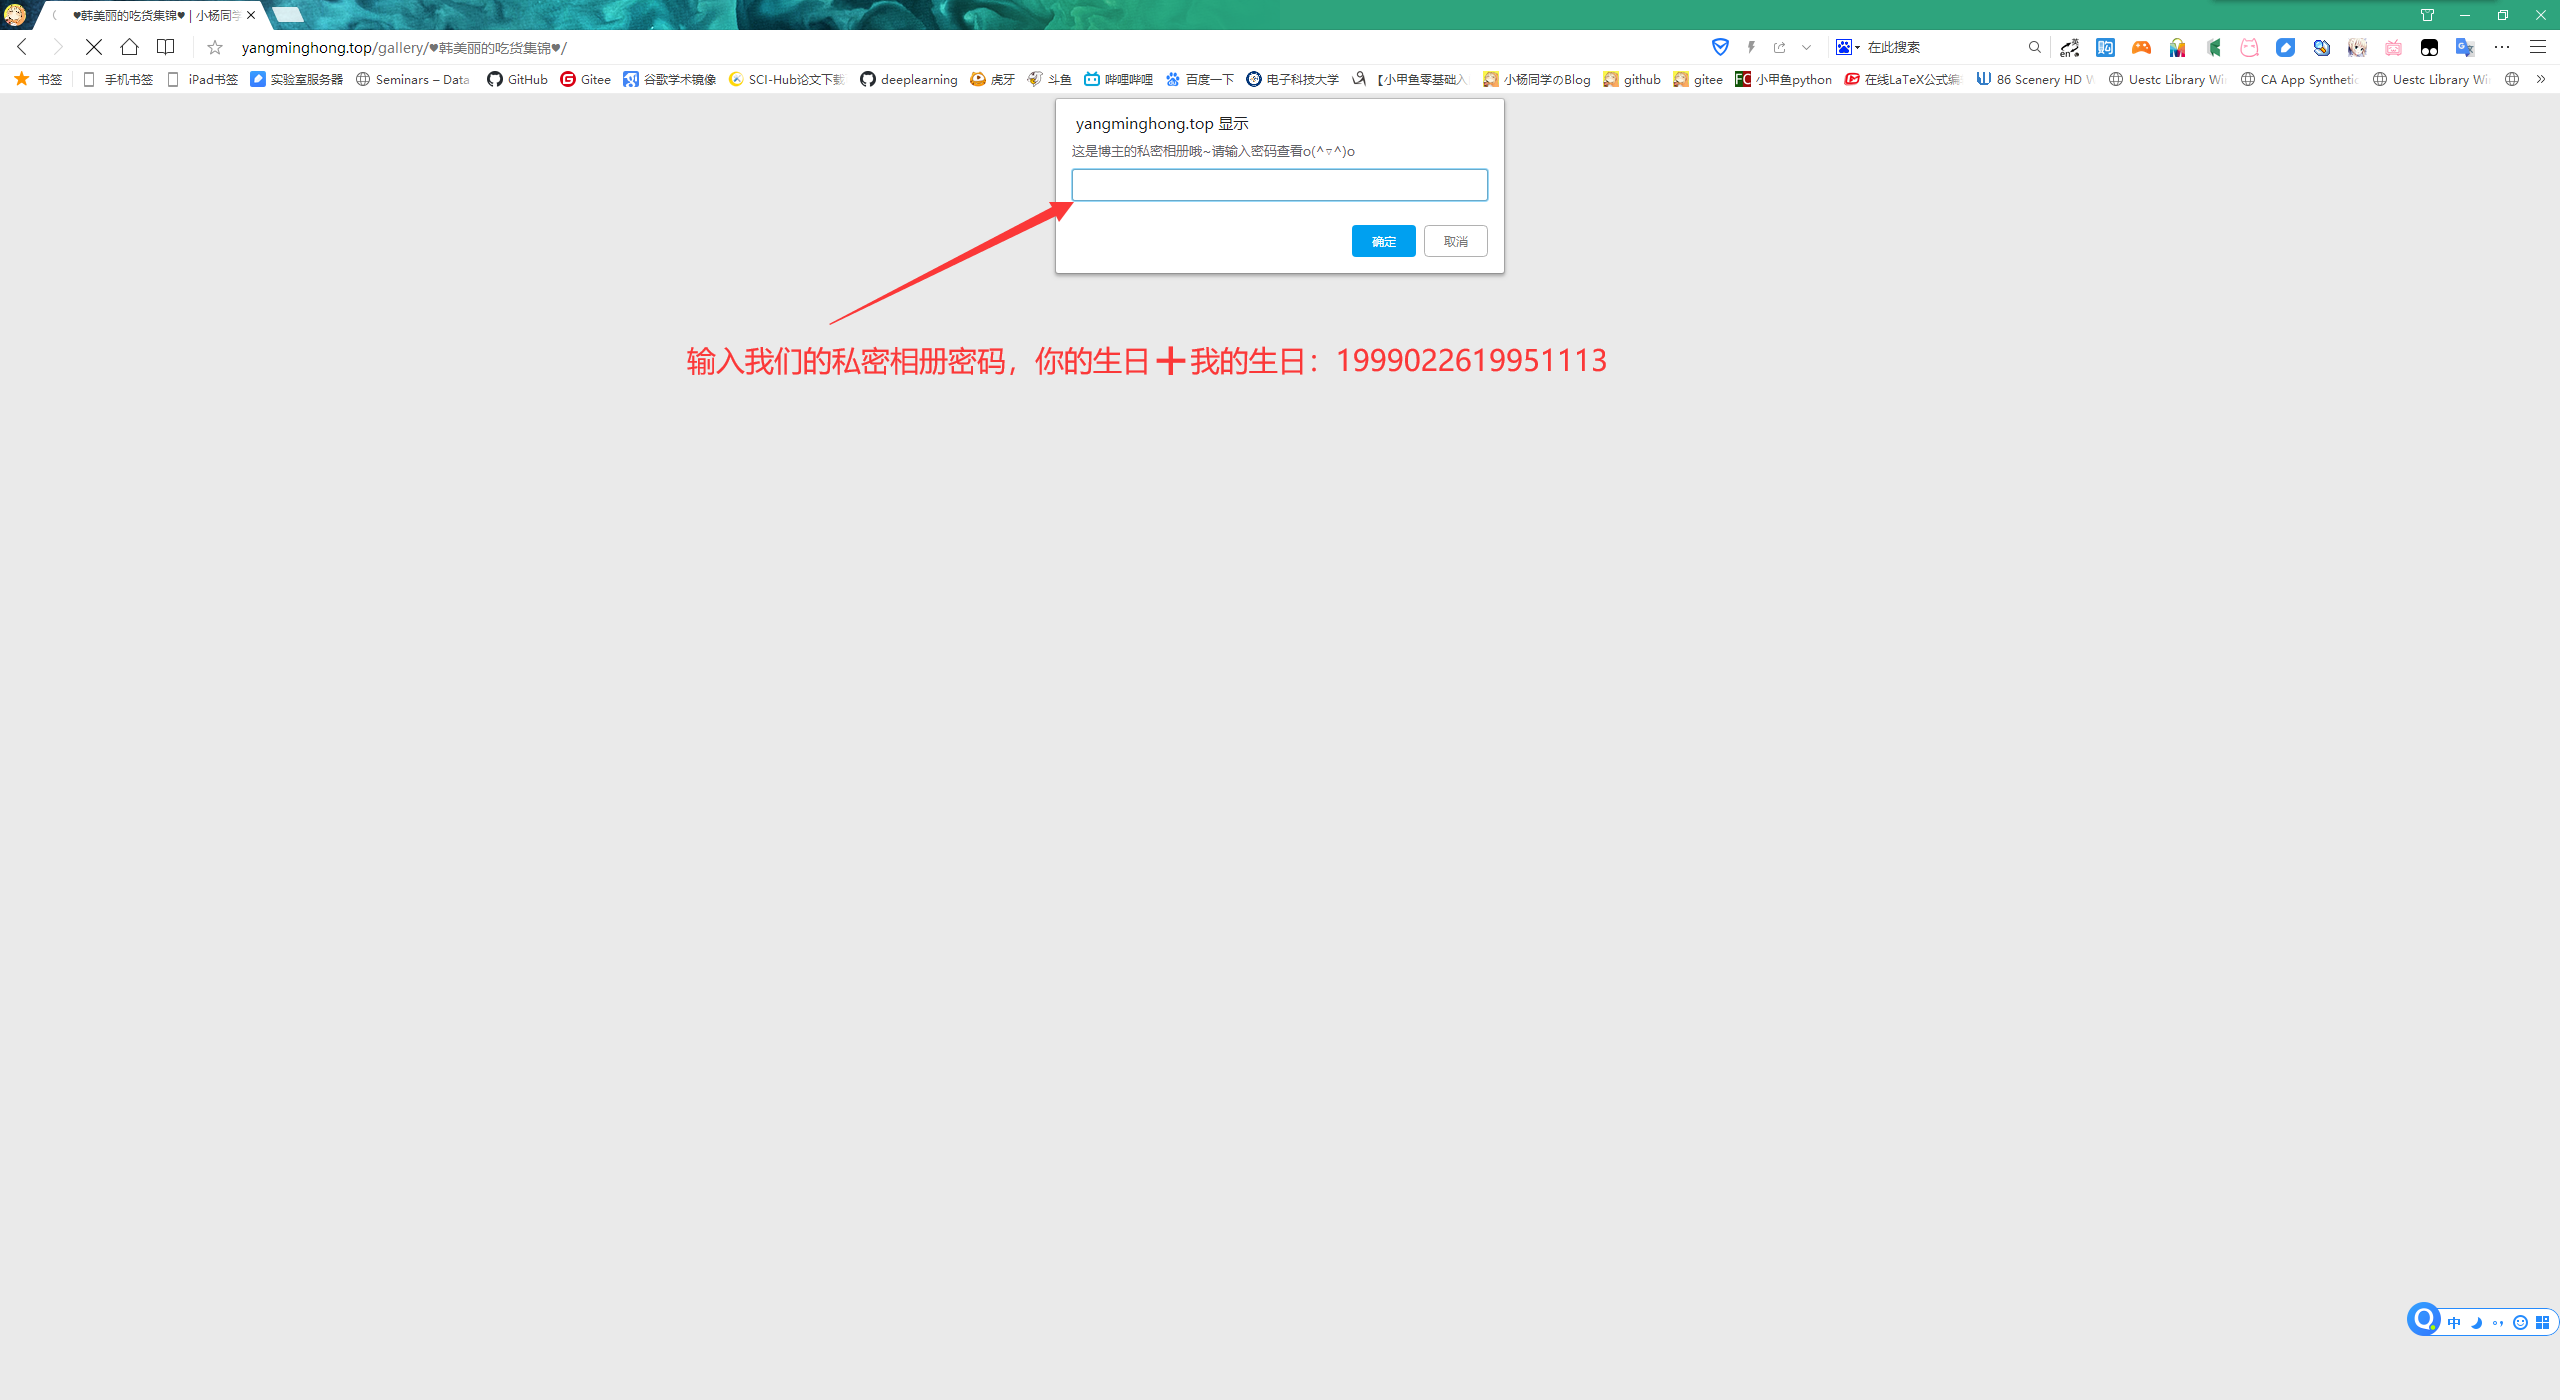 ♥韩美丽的吃货集锦♥ | 小杨同学
yangminghong.top/gallery/♥韩美丽的吃货集锦♥/
在此搜索
书签 手机书签 iPad书签 实验室服务器 Seminars – Data GitHub Gitee 谷歌学术镜像 SCI-Hub论文下载 deeplearning 虎牙 斗鱼 哔哩哔哩 百度一下 电子科技大学 【小甲鱼零基础入 小杨同学のBlog github gitee 小甲鱼python 在线LaTeX公式编 86 Scenery HD W Uestc Library Wi CA App Synthetic Uestc Library Wi
yangminghong.top 显示
这是博主的私密相册哦~请输入密码查看o(^▽^)o
确定 取消
输入我们的私密相册密码，你的生日➕我的生日：1999022619951113
中